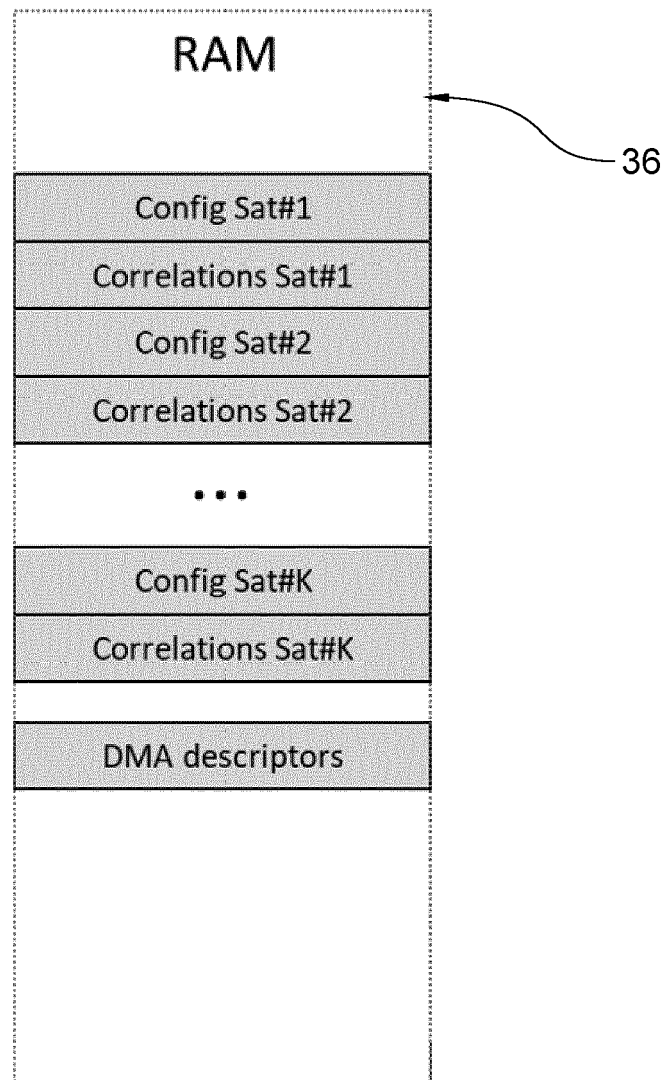 RAM
36
Config Sat#1
Correlations Sat#1
Config Sat#2
Correlations Sat#2
...
Config Sat#K
Correlations Sat#K
DMA descriptors